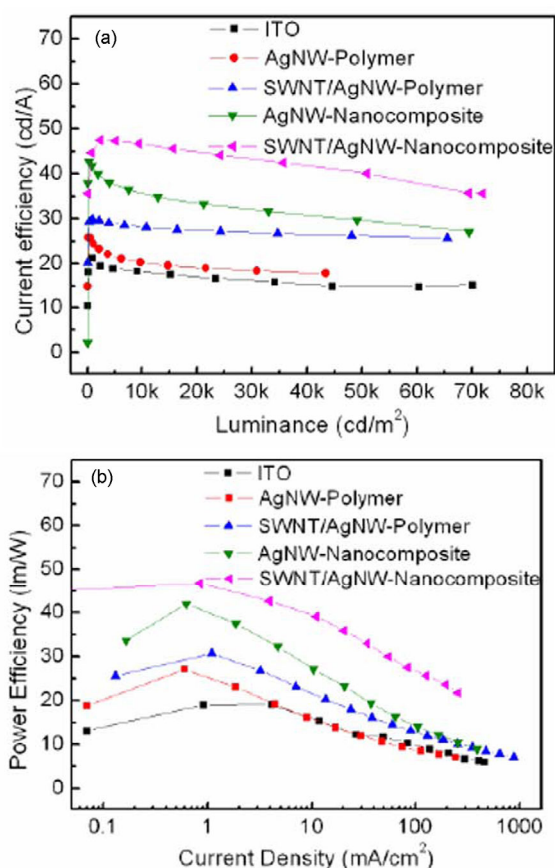 (a)
ITO
AgNW-Polymer
SWNT/AgNW-Polymer
AgNW-Nanocomposite
SWNT/AgNW-Nanocomposite
Current efficiency (cd/A)
80
70
60
50
40
30
20
10
0
0 10k 20k 30k 40k 50k 60k 70k 80k
Luminance (cd/m²)
(b)
ITO
AgNW-Polymer
SWNT/AgNW-Polymer
AgNW-Nanocomposite
SWNT/AgNW-Nanocomposite
Power Efficiency (lm/W)
70
60
50
40
30
20
10
0
0.1 1 10 100 1000
Current Density (mA/cm²)